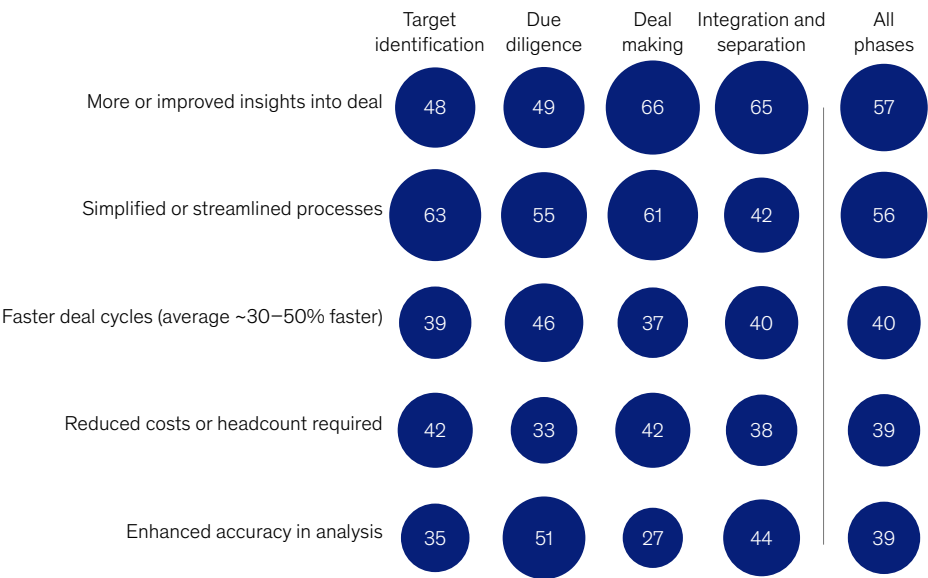 Target identification
Due diligence
Deal making
Integration and separation
All phases
More or improved insights into deal
48 49 66 65 57
Simplified or streamlined processes
63 55 61 42 56
Faster deal cycles (average ~30–50% faster)
39 46 37 40 40
Reduced costs or headcount required
42 33 42 38 39
Enhanced accuracy in analysis
35 51 27 44 39